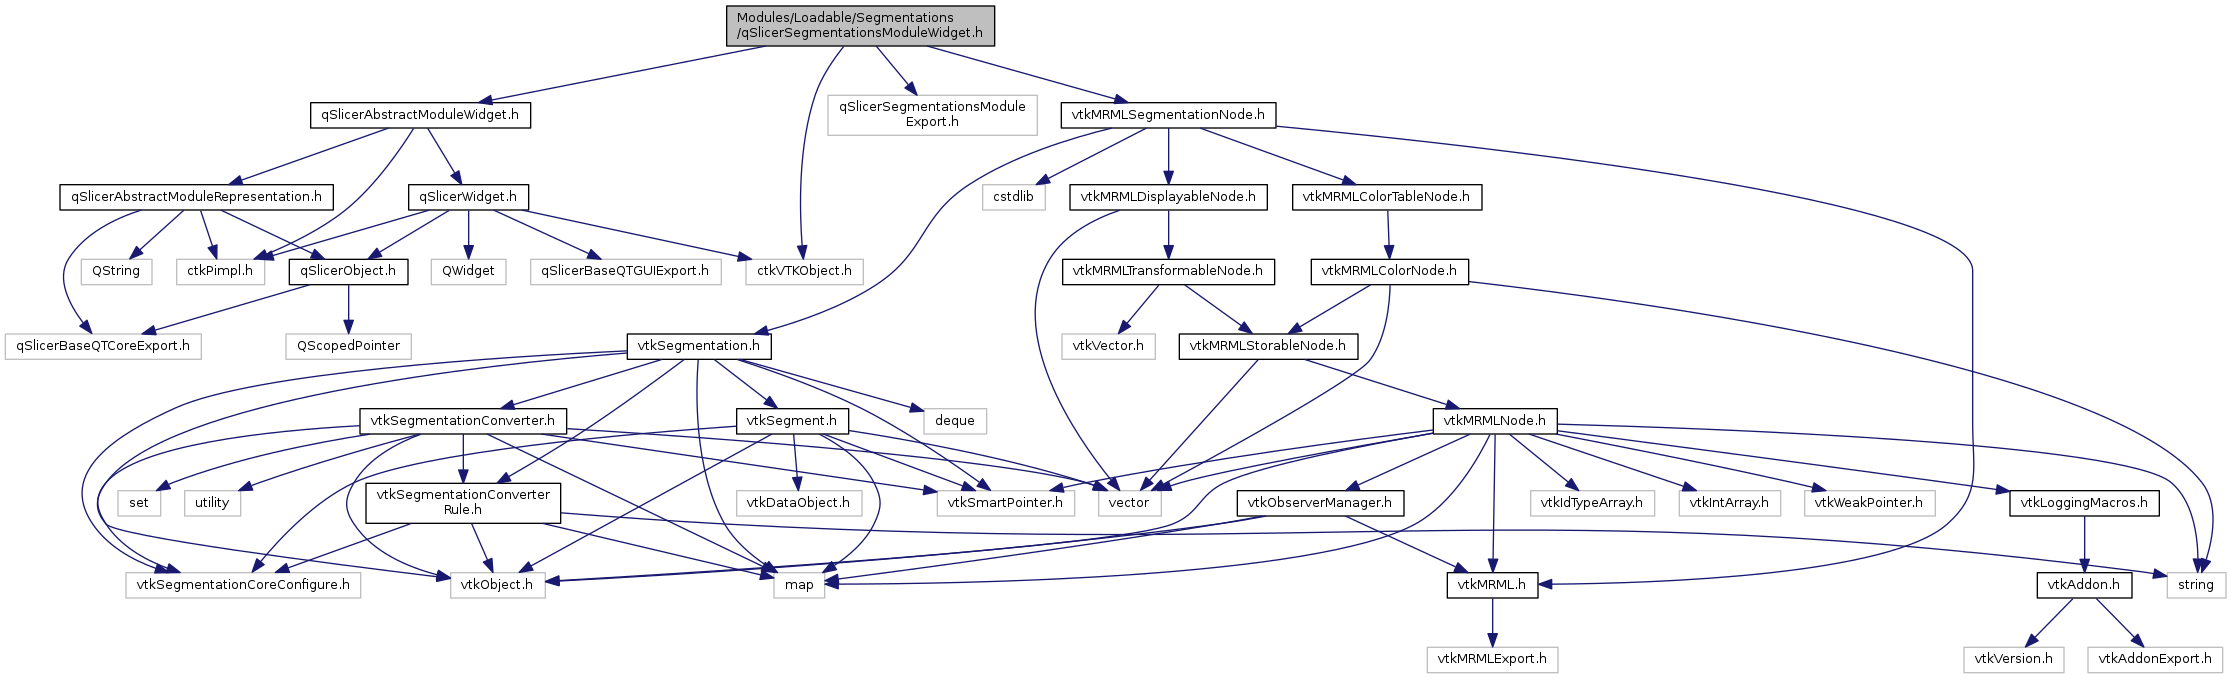 Modules/Loadable/Segmentations
/qSlicerSegmentationsModuleWidget.h
qSlicerAbstractModuleWidget.h
qSlicerSegmentationsModule
Export.h
vtkMRMLSegmentationNode.h
qSlicerAbstractModuleRepresentation.h
qSlicerWidget.h
cstdlib
vtkMRMLDisplayableNode.h
vtkMRMLColorTableNode.h
QString
ctkPimpl.h
qSlicerObject.h
QWidget
qSlicerBaseQTGUIExport.h
ctkVTKObject.h
vtkMRMLTransformableNode.h
vtkMRMLColorNode.h
qSlicerBaseQTCoreExport.h
QScopedPointer
vtkSegmentation.h
vtkVector.h
vtkMRMLStorableNode.h
vtkSegmentationConverter.h
vtkSegment.h
deque
vtkMRMLNode.h
set
utility
vtkSegmentationConverter
Rule.h
vtkDataObject.h
vtkSmartPointer.h
vector
vtkObserverManager.h
vtkIdTypeArray.h
vtkIntArray.h
vtkWeakPointer.h
vtkLoggingMacros.h
vtkSegmentationCoreConfigure.h
vtkObject.h
map
vtkMRML.h
vtkAddon.h
string
vtkMRMLExport.h
vtkVersion.h
vtkAddonExport.h